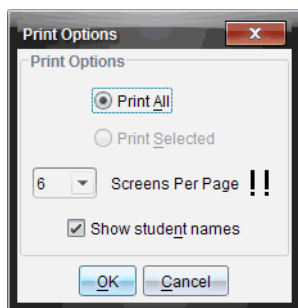 Print Options
Print Options
Print All
Print Selected
6 Screens Per Page !!
Show student names
OK Cancel